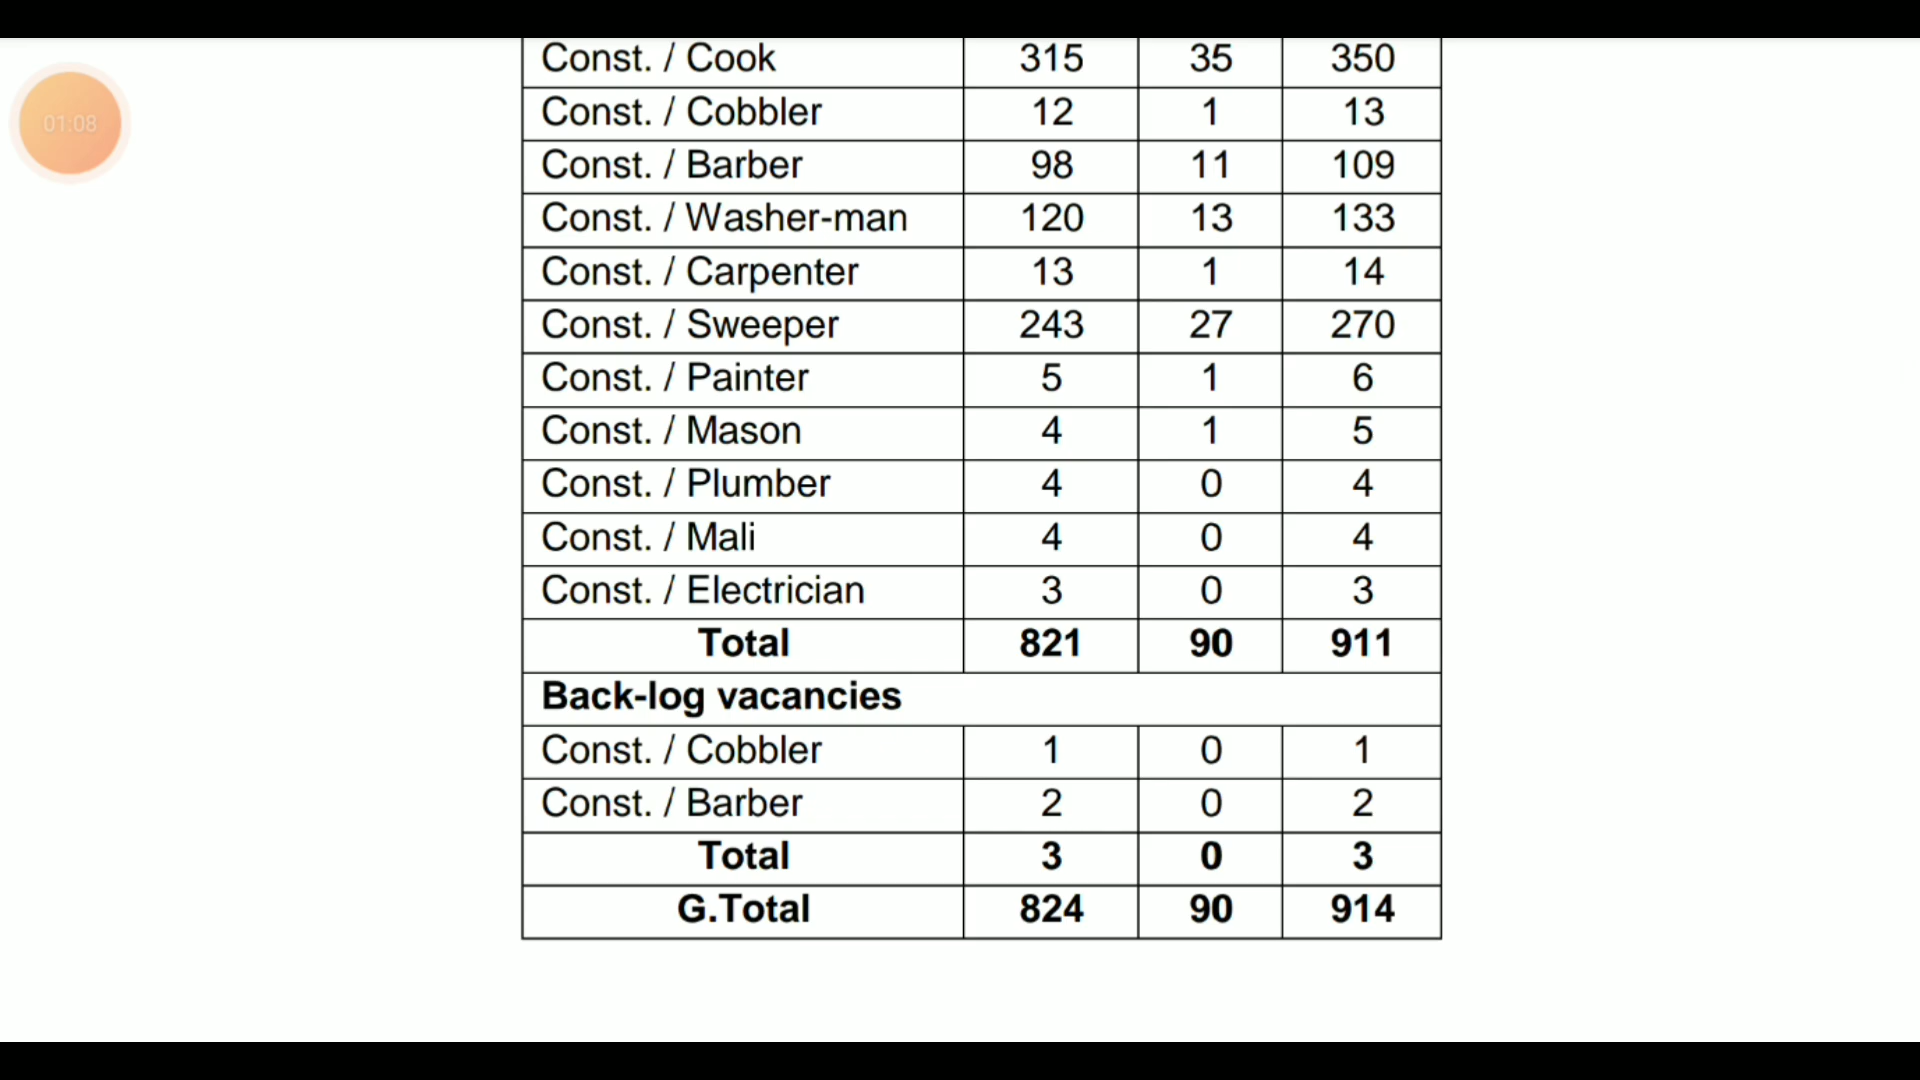 01:08
Const. / Cook 315 35 350
Const. / Cobbler 12 1 13
Const. / Barber 98 11 109
Const. / Washer-man 120 13 133
Const. / Carpenter 13 1 14
Const. / Sweeper 243 27 270
Const. / Painter 5 1 6
Const. / Mason 4 1 5
Const. / Plumber 4 0 4
Const. / Mali 4 0 4
Const. / Electrician 3 0 3
Total 821 90 911
Back-log vacancies
Const. / Cobbler 1 0 1
Const. / Barber 2 0 2
Total 3 0 3
G.Total 824 90 914